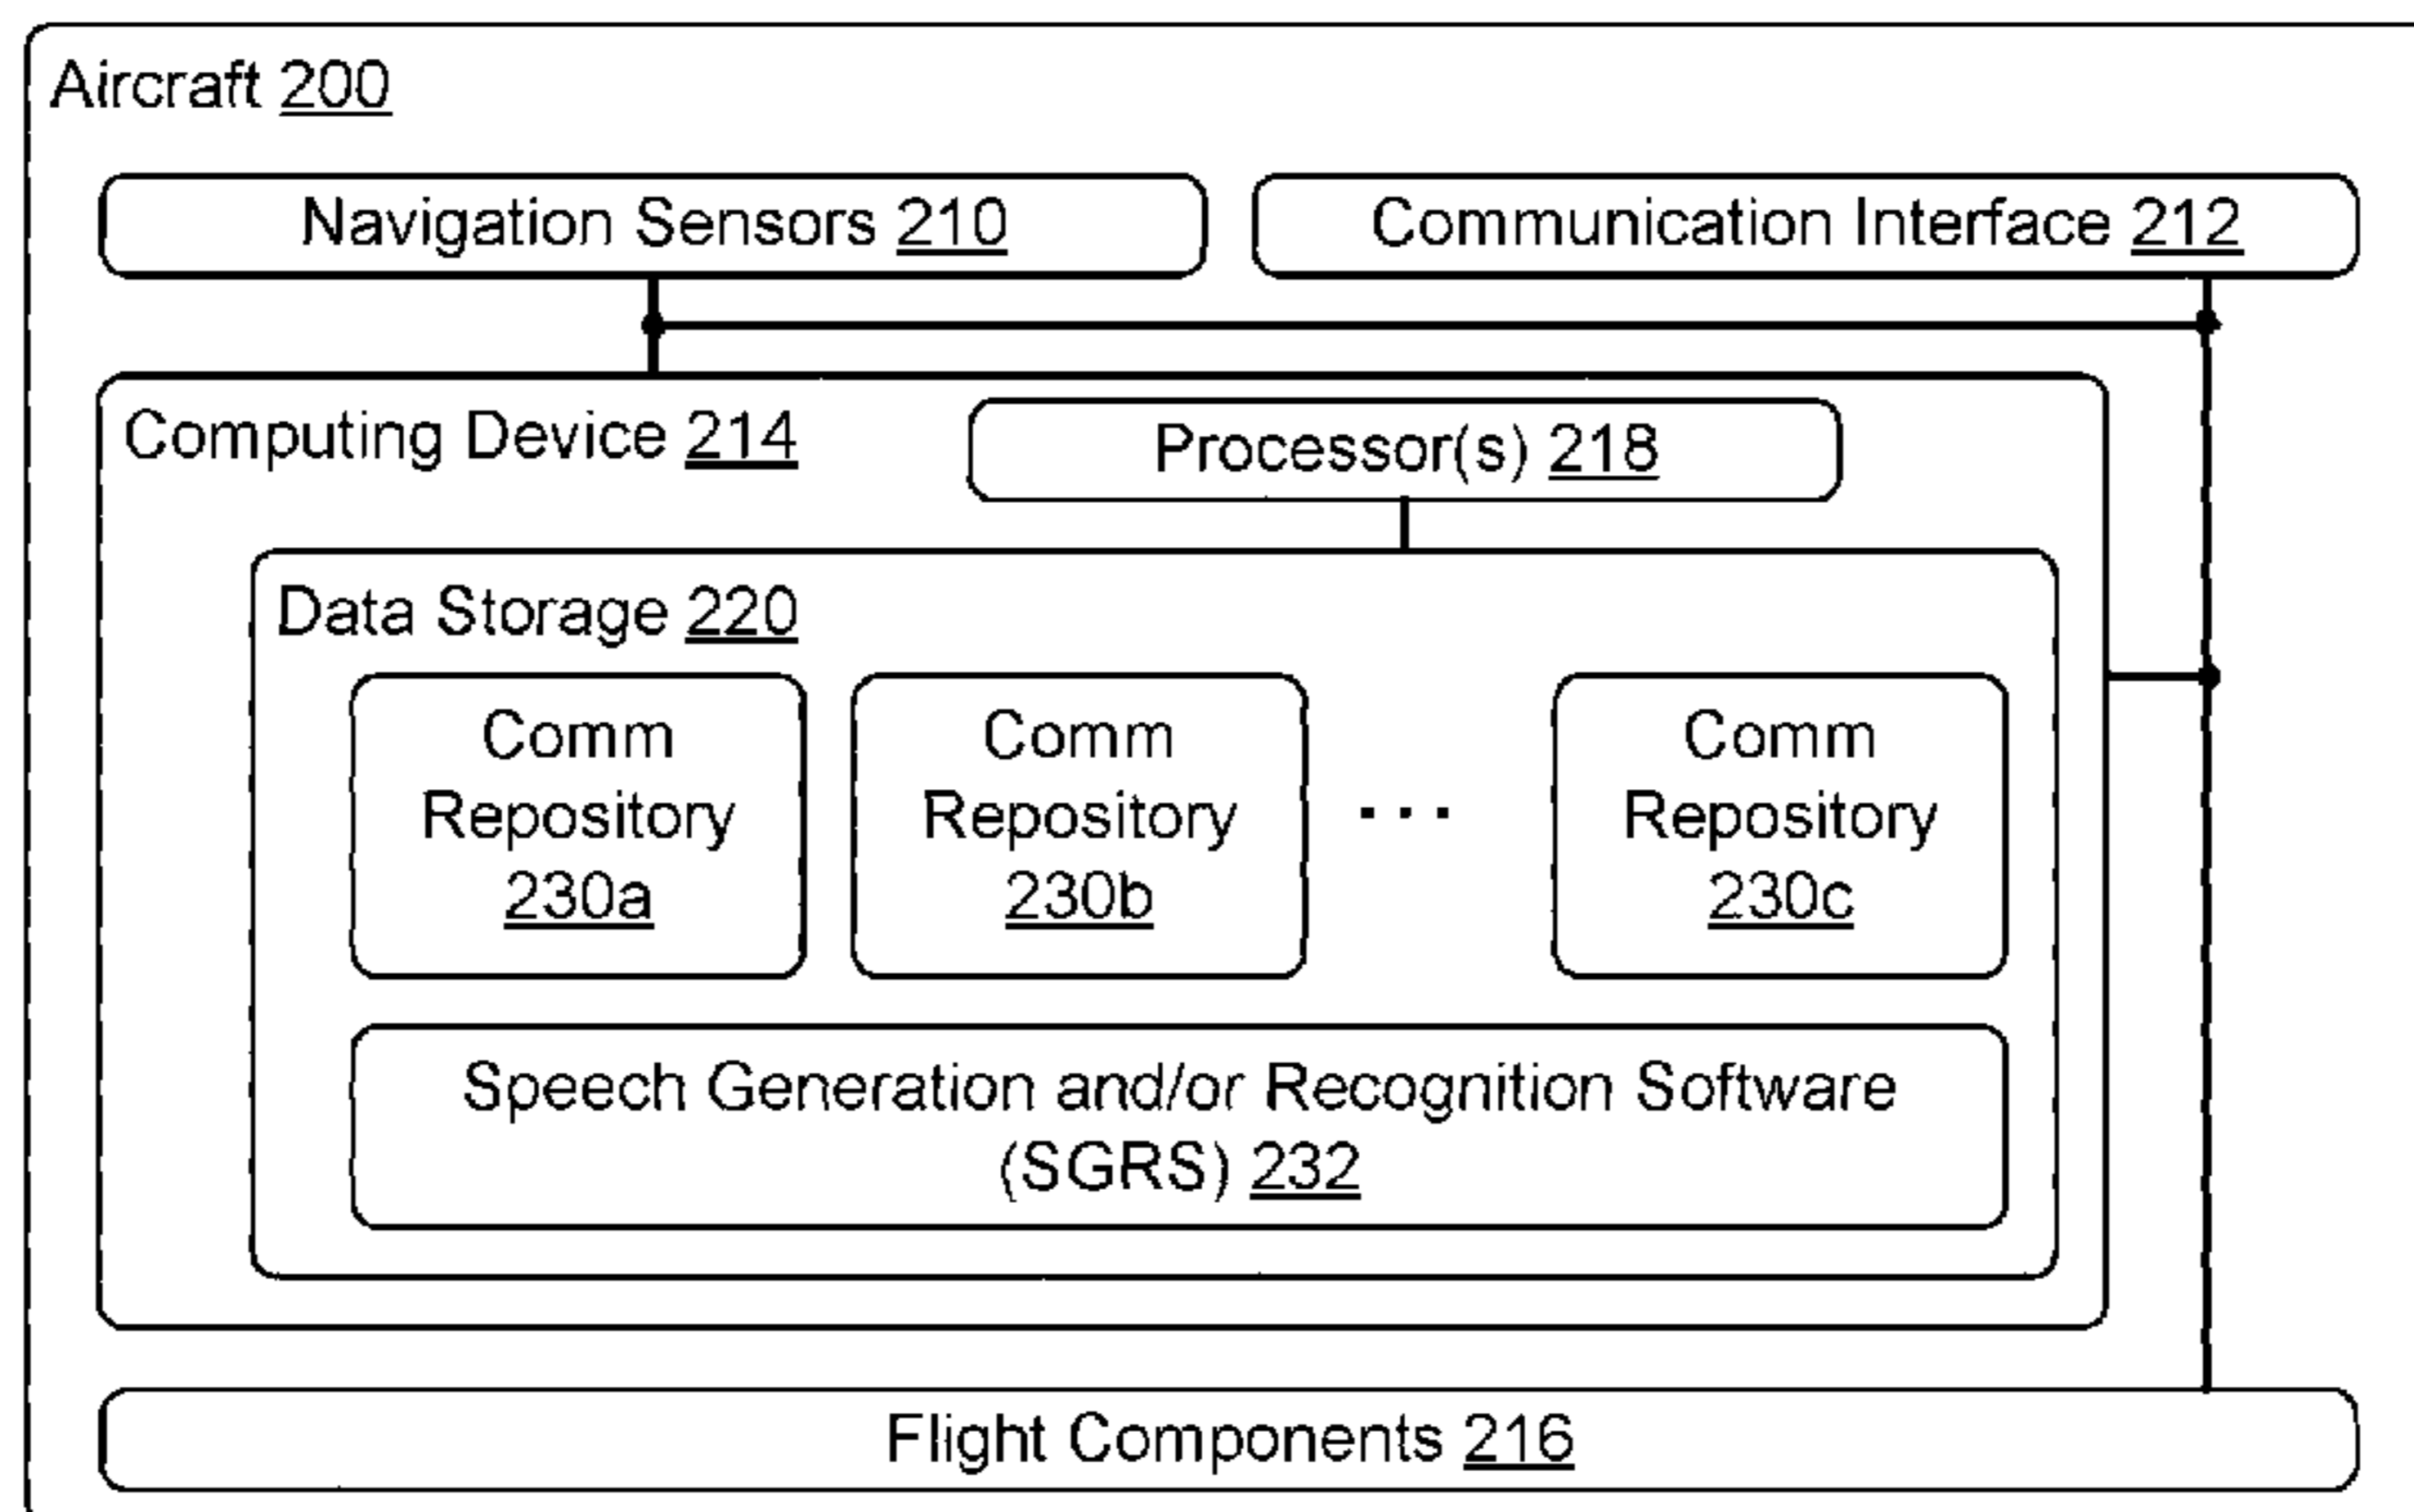 Aircraft 200
Navigation Sensors 210
Communication Interface 212
Computing Device 214
Processor(s) 218
Data Storage 220
Comm
Repository
230a
Comm
Repository
230b
. . .
Comm
Repository
230c
Speech Generation and/or Recognition Software
(SGRS) 232
Flight Components 216